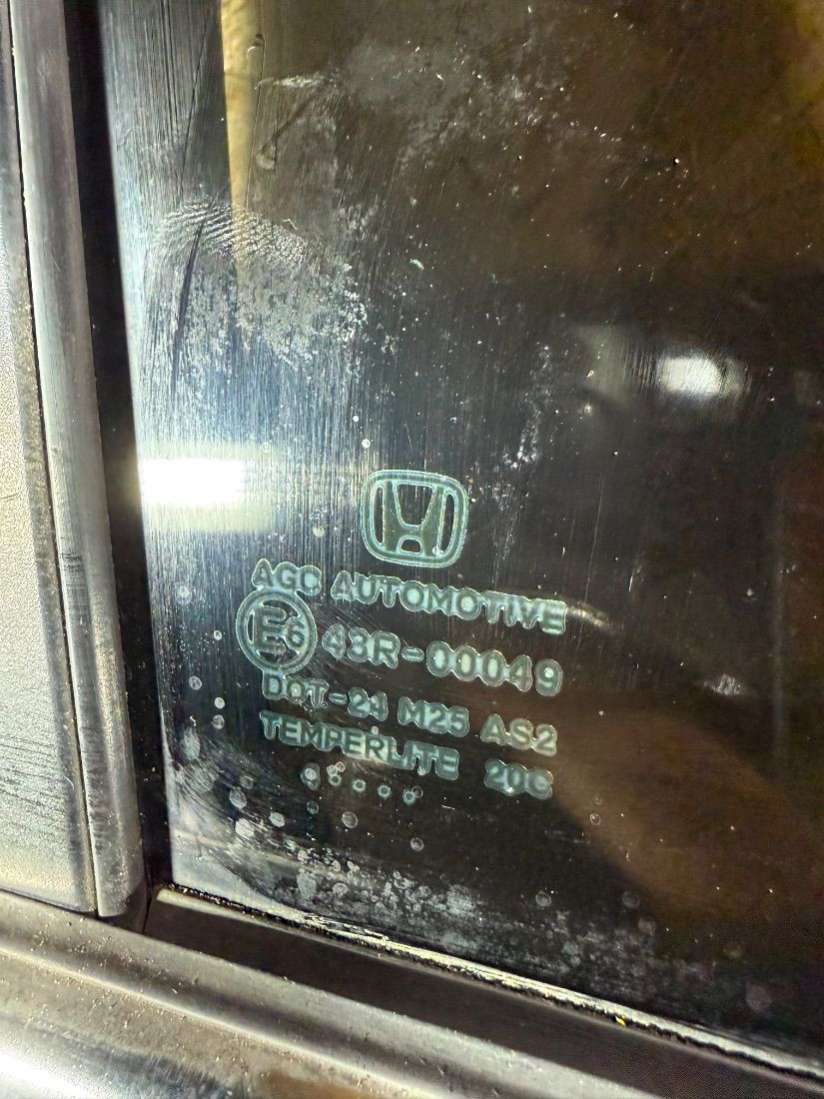 AGC AUTOMOTIVE
E6 43R-00049
DOT-24 M25 AS2
TEMPERLITE 20C